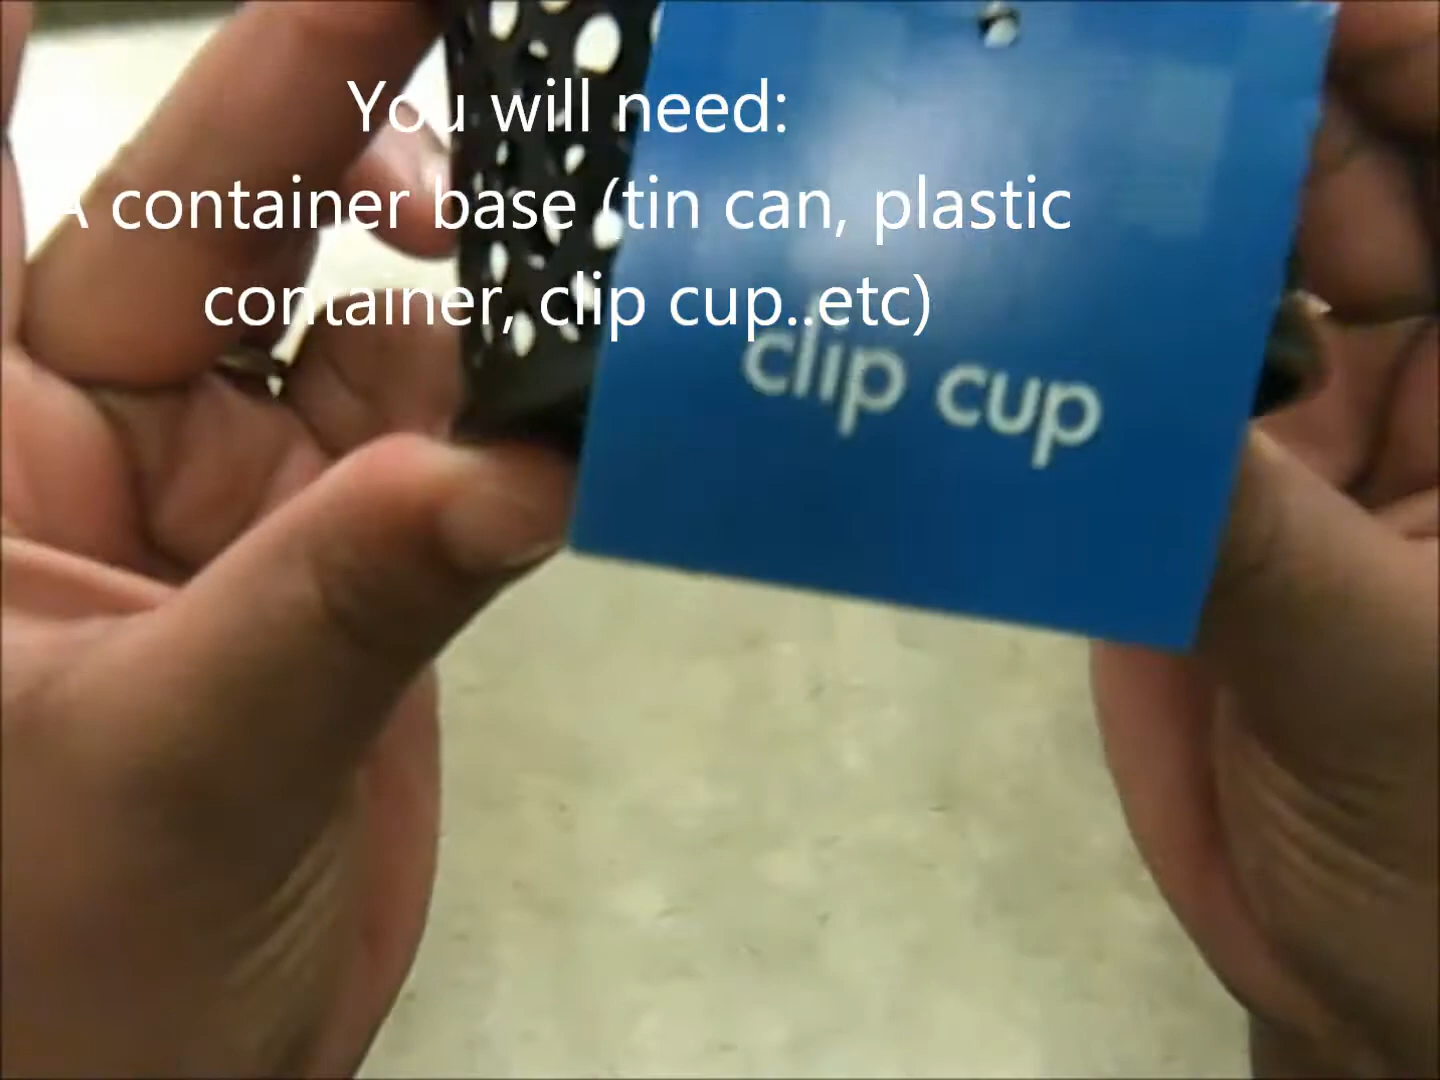 You will need:
A container base (tin can, plastic
container, clip cup..etc)
clip cup